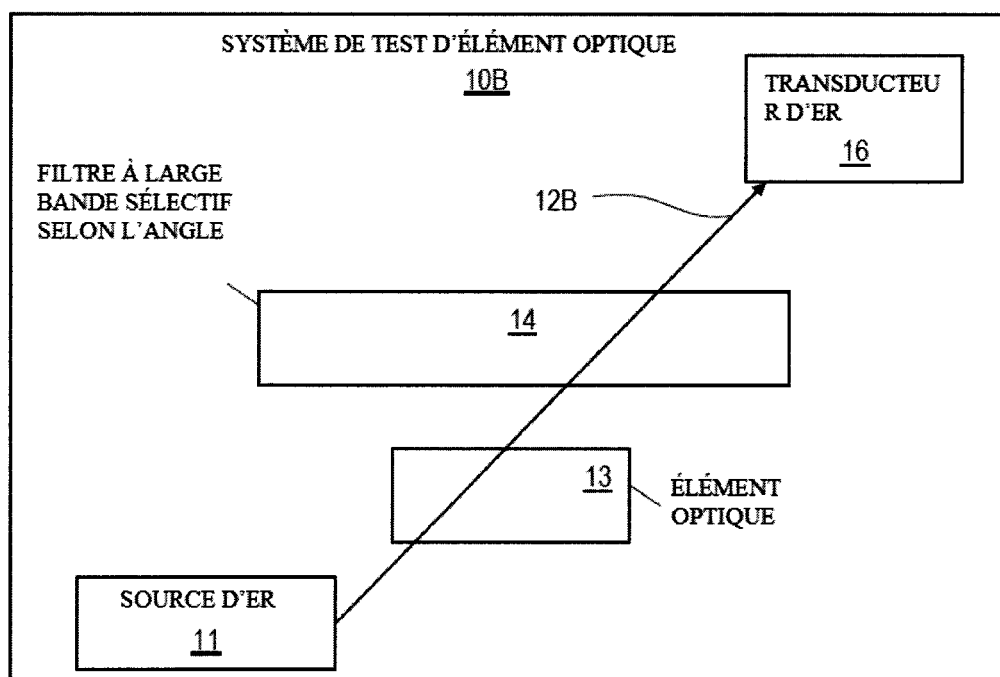 SYSTÈME DE TEST D'ÉLÉMENT OPTIQUE
10B
TRANSDUCTEU
R D'ER
16
FILTRE À LARGE
BANDE SÉLECTIF
SELON L'ANGLE
12B
14
13
ÉLÉMENT
OPTIQUE
SOURCE D'ER
11